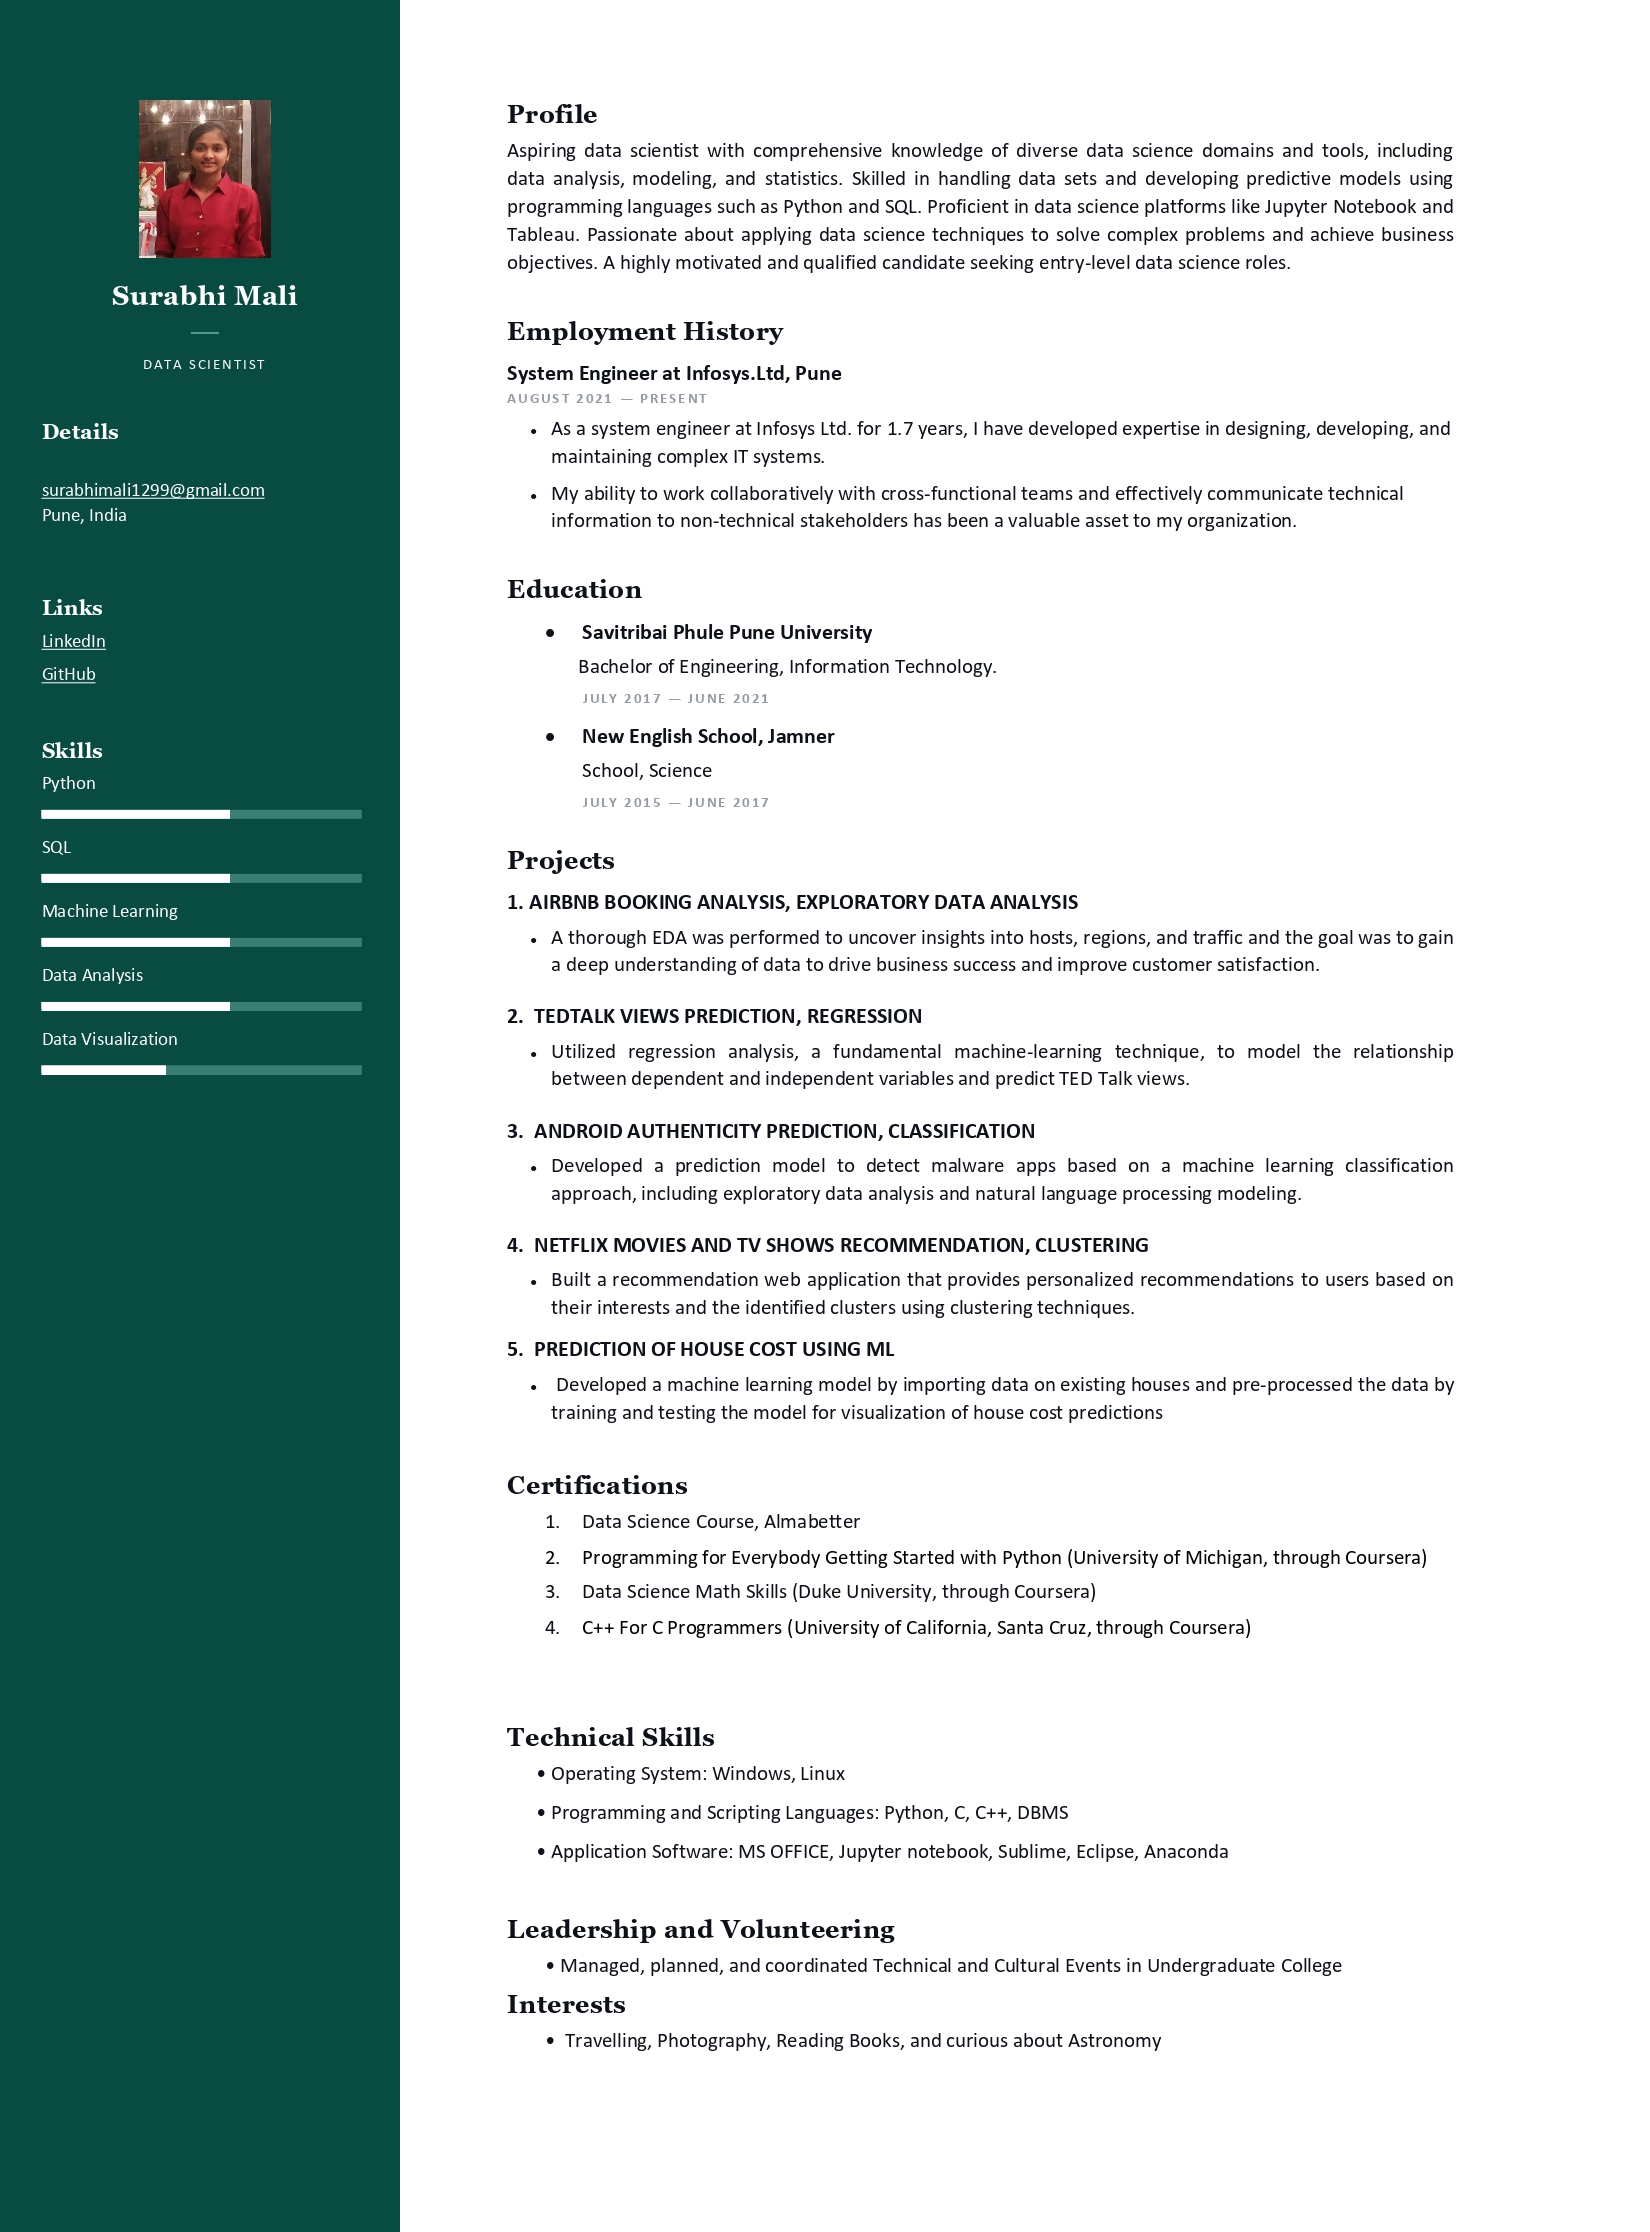 Surabhi Mali
DATA SCIENTIST
Details
surabhimali1299@gmail.com
Pune, India
Links
LinkedIn
GitHub
Skills
Python
SQL
Machine Learning
Data Analysis
Data Visualization
Profile
Aspiring data scientist with comprehensive knowledge of diverse data science domains and tools, including
data analysis, modeling, and statistics. Skilled in handling data sets and developing predictive models using
programming languages such as Python and SQL. Proficient in data science platforms like Jupyter Notebook and
Tableau. Passionate about applying data science techniques to solve complex problems and achieve business
objectives. A highly motivated and qualified candidate seeking entry-level data science roles.
Employment History
System Engineer at Infosys.Ltd, Pune
AUGUST 2021 — PRESENT
• As a system engineer at Infosys Ltd. for 1.7 years, I have developed expertise in designing, developing, and
maintaining complex IT systems.
• My ability to work collaboratively with cross-functional teams and effectively communicate technical
information to non-technical stakeholders has been a valuable asset to my organization.
Education
• Savitribai Phule Pune University
Bachelor of Engineering, Information Technology.
JULY 2017 — JUNE 2021
• New English School, Jamner
School, Science
JULY 2015 — JUNE 2017
Projects
1. AIRBNB BOOKING ANALYSIS, EXPLORATORY DATA ANALYSIS
• A thorough EDA was performed to uncover insights into hosts, regions, and traffic and the goal was to gain
a deep understanding of data to drive business success and improve customer satisfaction.
2. TEDTALK VIEWS PREDICTION, REGRESSION
• Utilized regression analysis, a fundamental machine-learning technique, to model the relationship
between dependent and independent variables and predict TED Talk views.
3. ANDROID AUTHENTICITY PREDICTION, CLASSIFICATION
• Developed a prediction model to detect malware apps based on a machine learning classification
approach, including exploratory data analysis and natural language processing modeling.
4. NETFLIX MOVIES AND TV SHOWS RECOMMENDATION, CLUSTERING
• Built a recommendation web application that provides personalized recommendations to users based on
their interests and the identified clusters using clustering techniques.
5. PREDICTION OF HOUSE COST USING ML
• Developed a machine learning model by importing data on existing houses and pre-processed the data by
training and testing the model for visualization of house cost predictions
Certifications
1. Data Science Course, Almabetter
2. Programming for Everybody Getting Started with Python (University of Michigan, through Coursera)
3. Data Science Math Skills (Duke University, through Coursera)
4. C++ For C Programmers (University of California, Santa Cruz, through Coursera)
Technical Skills
• Operating System: Windows, Linux
• Programming and Scripting Languages: Python, C, C++, DBMS
• Application Software: MS OFFICE, Jupyter notebook, Sublime, Eclipse, Anaconda
Leadership and Volunteering
• Managed, planned, and coordinated Technical and Cultural Events in Undergraduate College
Interests
• Travelling, Photography, Reading Books, and curious about Astronomy